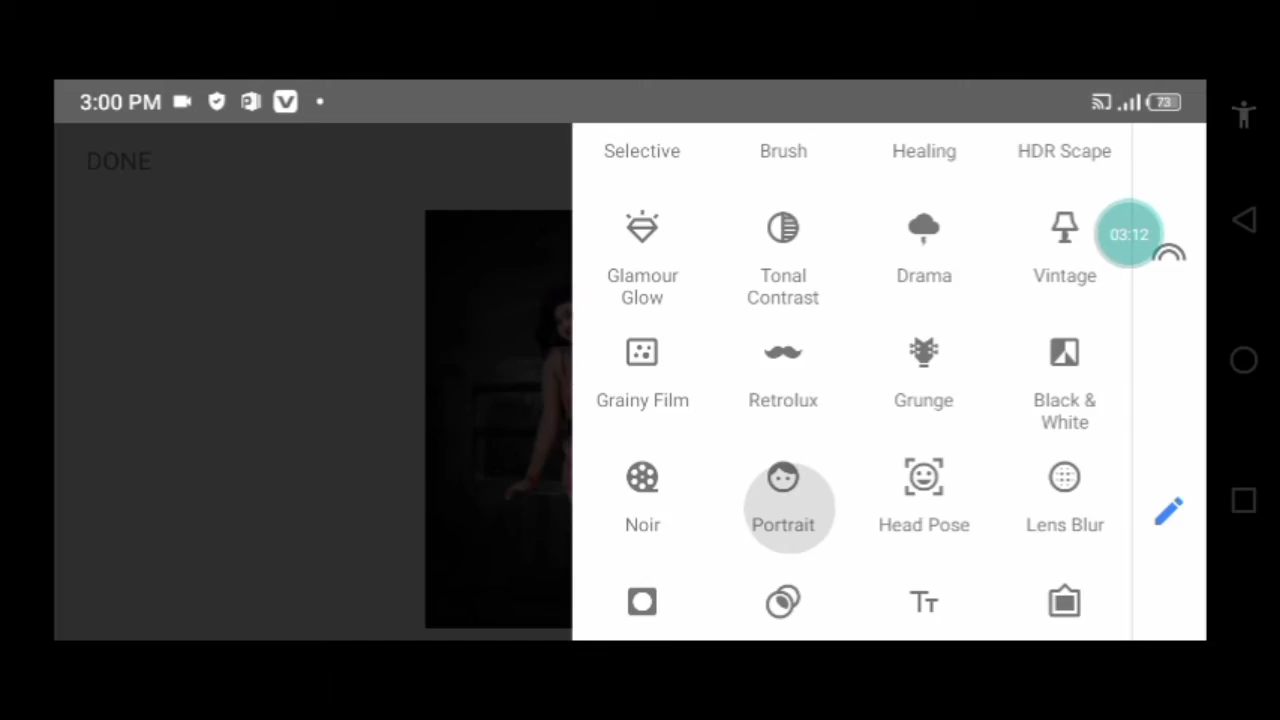 3:00 PM
73
DONE
Selective
Brush
Healing
HDR Scape
03:12
Glamour
Glow
Tonal
Contrast
Drama
Vintage
Grainy Film
Retrolux
Grunge
Black &
White
Noir
Portrait
Head Pose
Lens Blur